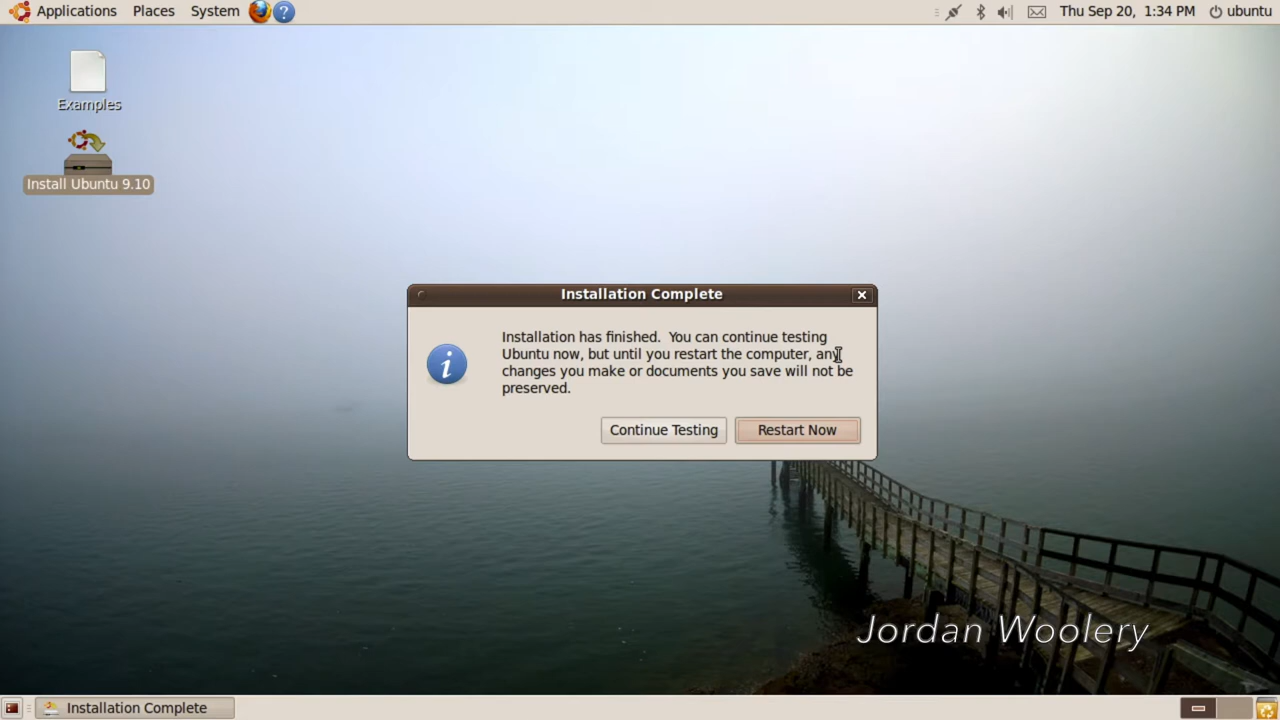 Applications Places System
Thu Sep 20, 1:34 PM ubuntu
Examples
Install Ubuntu 9.10
Installation Complete
Installation has finished. You can continue testing
Ubuntu now, but until you restart the computer, any
changes you make or documents you save will not be
preserved.
Continue Testing Restart Now
Jordan Woolery
Installation Complete